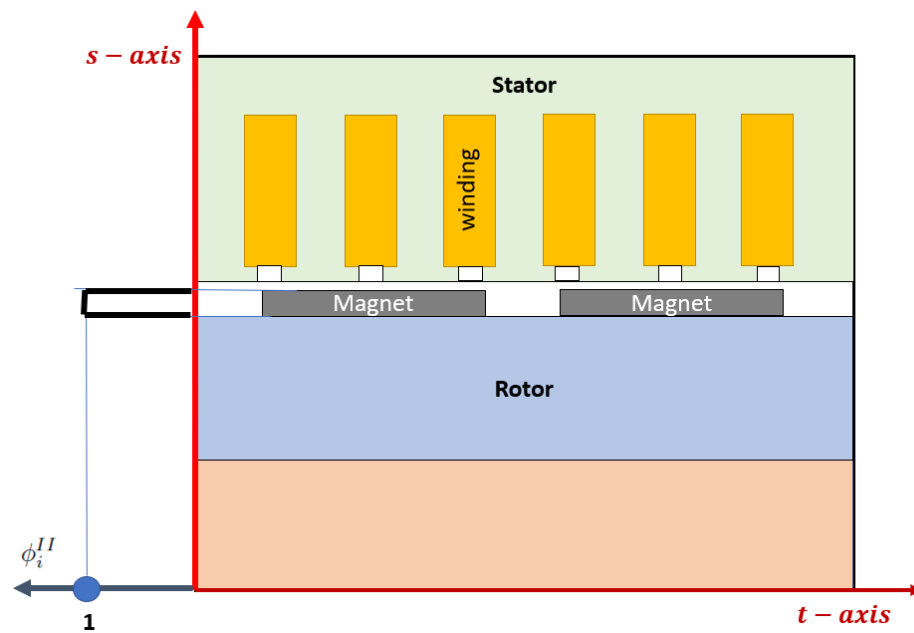 s − axis
Stator
winding
Magnet
Magnet
Rotor
ϕ_i^{II}
1
t − axis